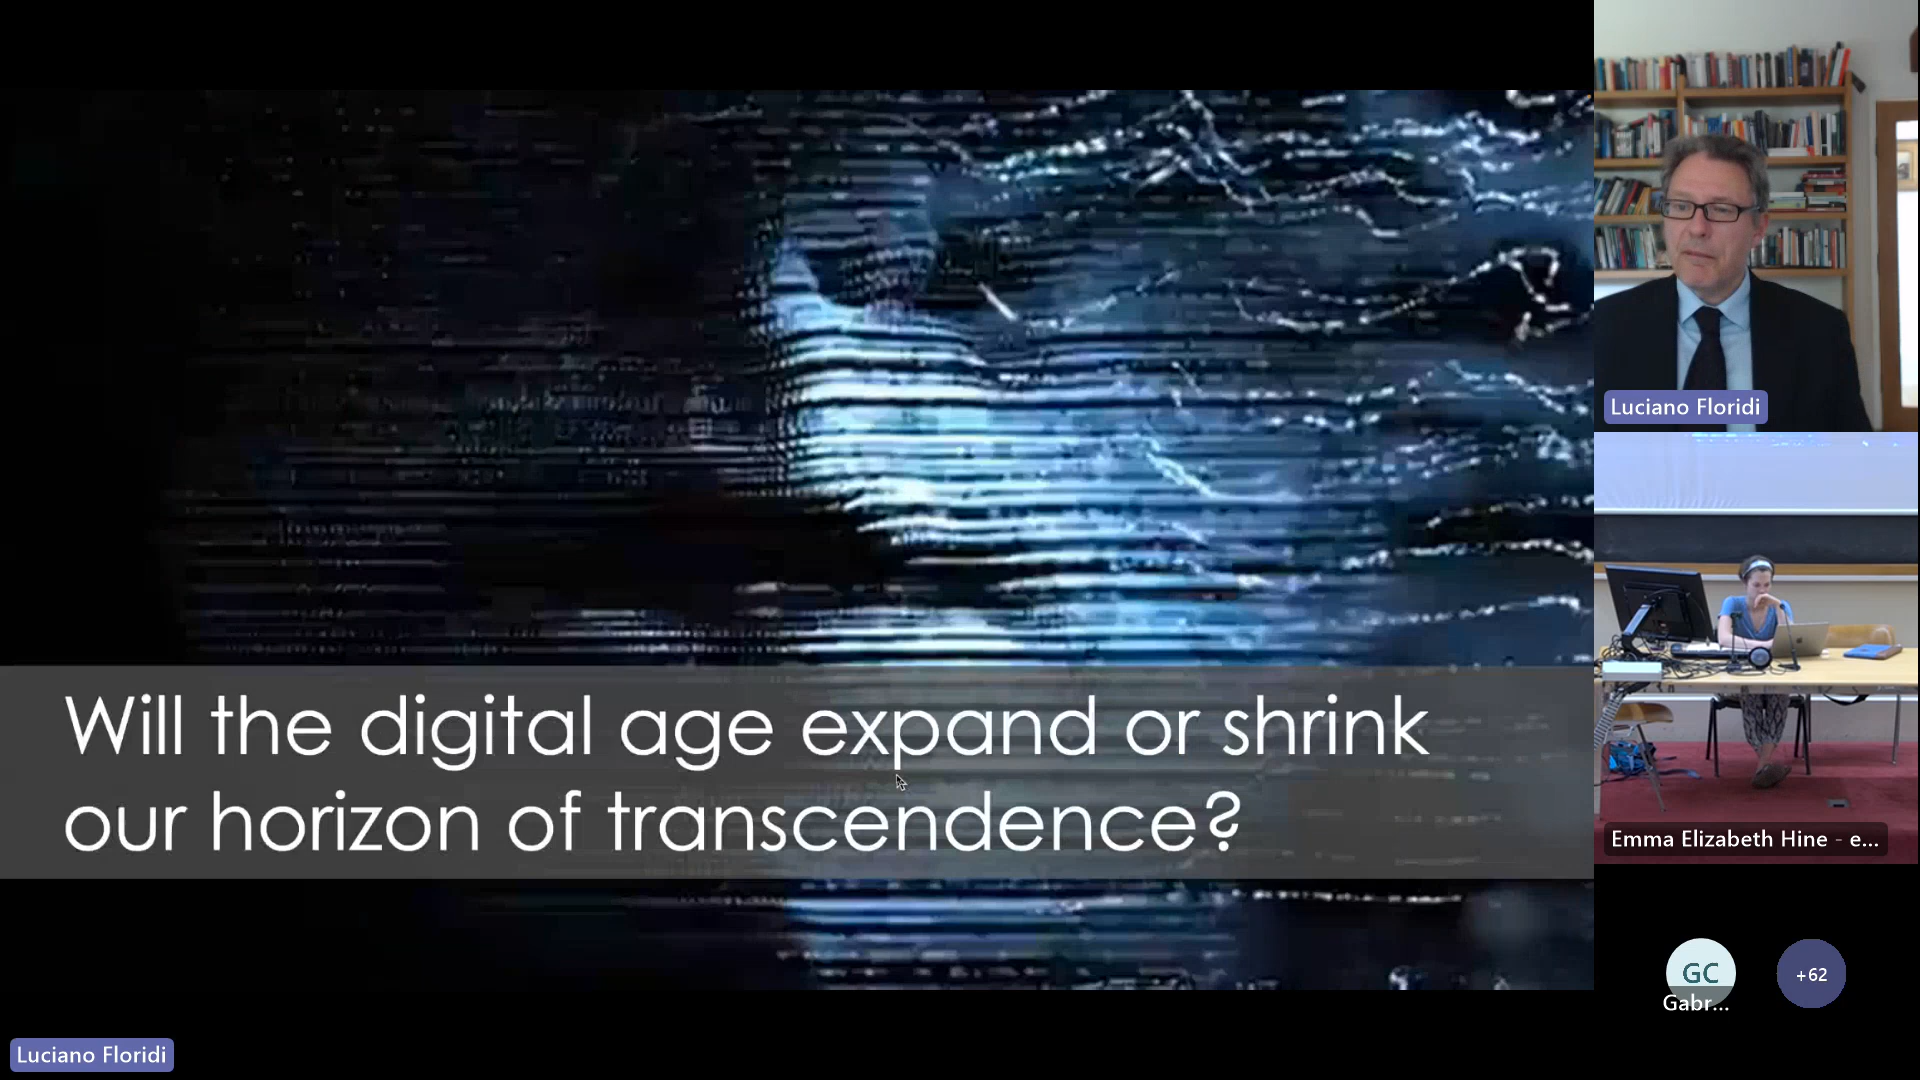 Will the digital age expand or shrink
our horizon of transcendence?
Luciano Floridi
Emma Elizabeth Hine - e...
GC
Gabr...
+62
Luciano Floridi